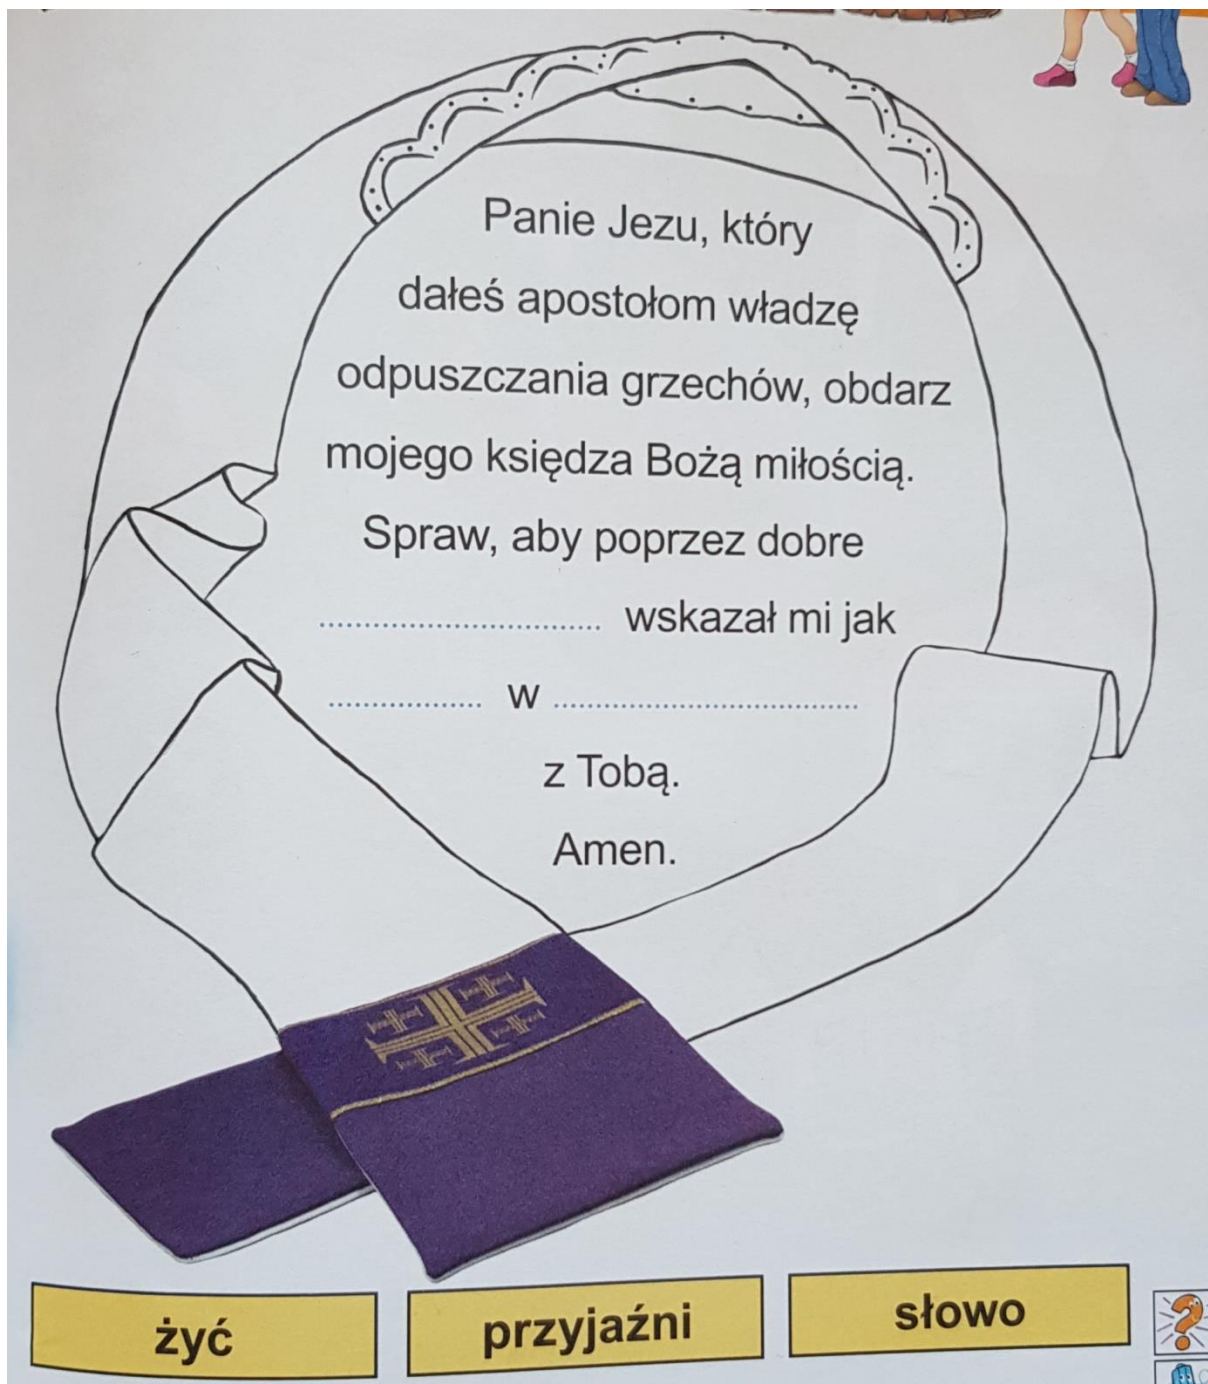 Panie Jezu, który
dałeś apostołom władzę
odpuszczania grzechów, obdarz
mojego księdza Bożą miłością.
Spraw, aby poprzez dobre
.............................. wskazał mi jak
................. w .................................
z Tobą.
Amen.
żyć przyjaźni słowo